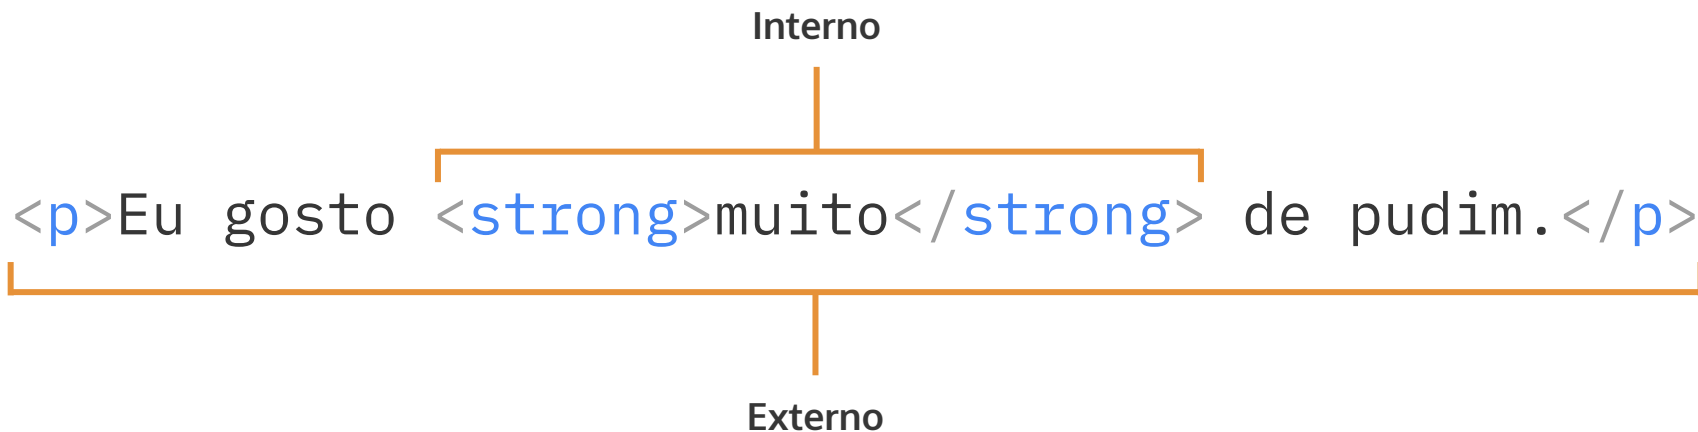 Interno
<p>Eu gosto <strong>muito</strong> de pudim.</p>
Externo